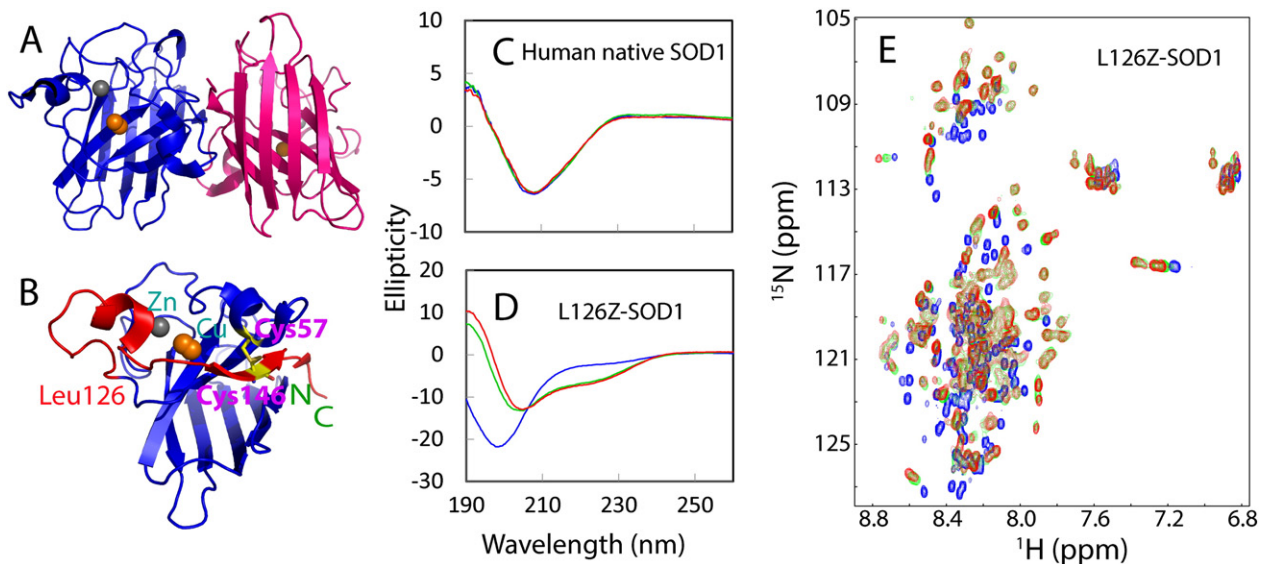 A
B
Zn
Cu
Cys57
Leu126
Cys146
N
C
C Human native SOD1
10
5
0
-5
-10
D L126Z-SOD1
20
10
0
-10
-20
-30
190
210
230
250
Ellipticity
Wavelength (nm)
E
L126Z-SOD1
105
109
113
117
121
125
¹⁵N (ppm)
8.8
8.4
8.0
7.6
7.2
6.8
¹H (ppm)